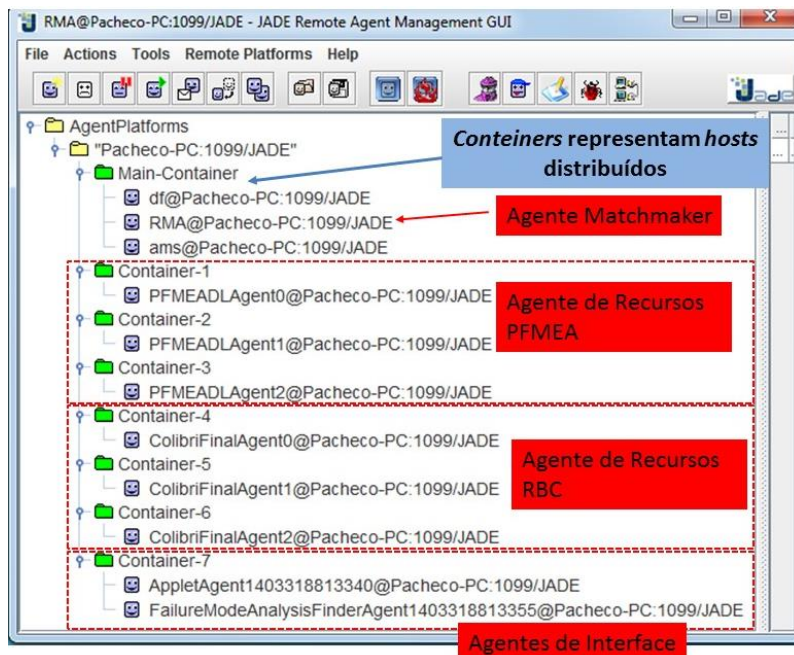 RMA@Pacheco-PC:1099/JADE - JADE Remote Agent Management GUI
File Actions Tools Remote Platforms Help
Jade
AgentPlatforms
"Pacheco-PC:1099/JADE"
Conteiners representam hosts
distribuídos
Main-Container
df@Pacheco-PC:1099/JADE
RMA@Pacheco-PC:1099/JADE
Agente Matchmaker
ams@Pacheco-PC:1099/JADE
Container-1
PFMEADLAgent0@Pacheco-PC:1099/JADE
Agente de Recursos
PFMEA
Container-2
PFMEADLAgent1@Pacheco-PC:1099/JADE
Container-3
PFMEADLAgent2@Pacheco-PC:1099/JADE
Container-4
ColibriFinalAgent0@Pacheco-PC:1099/JADE
Agente de Recursos
RBC
Container-5
ColibriFinalAgent1@Pacheco-PC:1099/JADE
Container-6
ColibriFinalAgent2@Pacheco-PC:1099/JADE
Container-7
AppletAgent1403318813340@Pacheco-PC:1099/JADE
FailureModeAnalysisFinderAgent1403318813355@Pacheco-PC:1099/JADE
Agentes de Interface